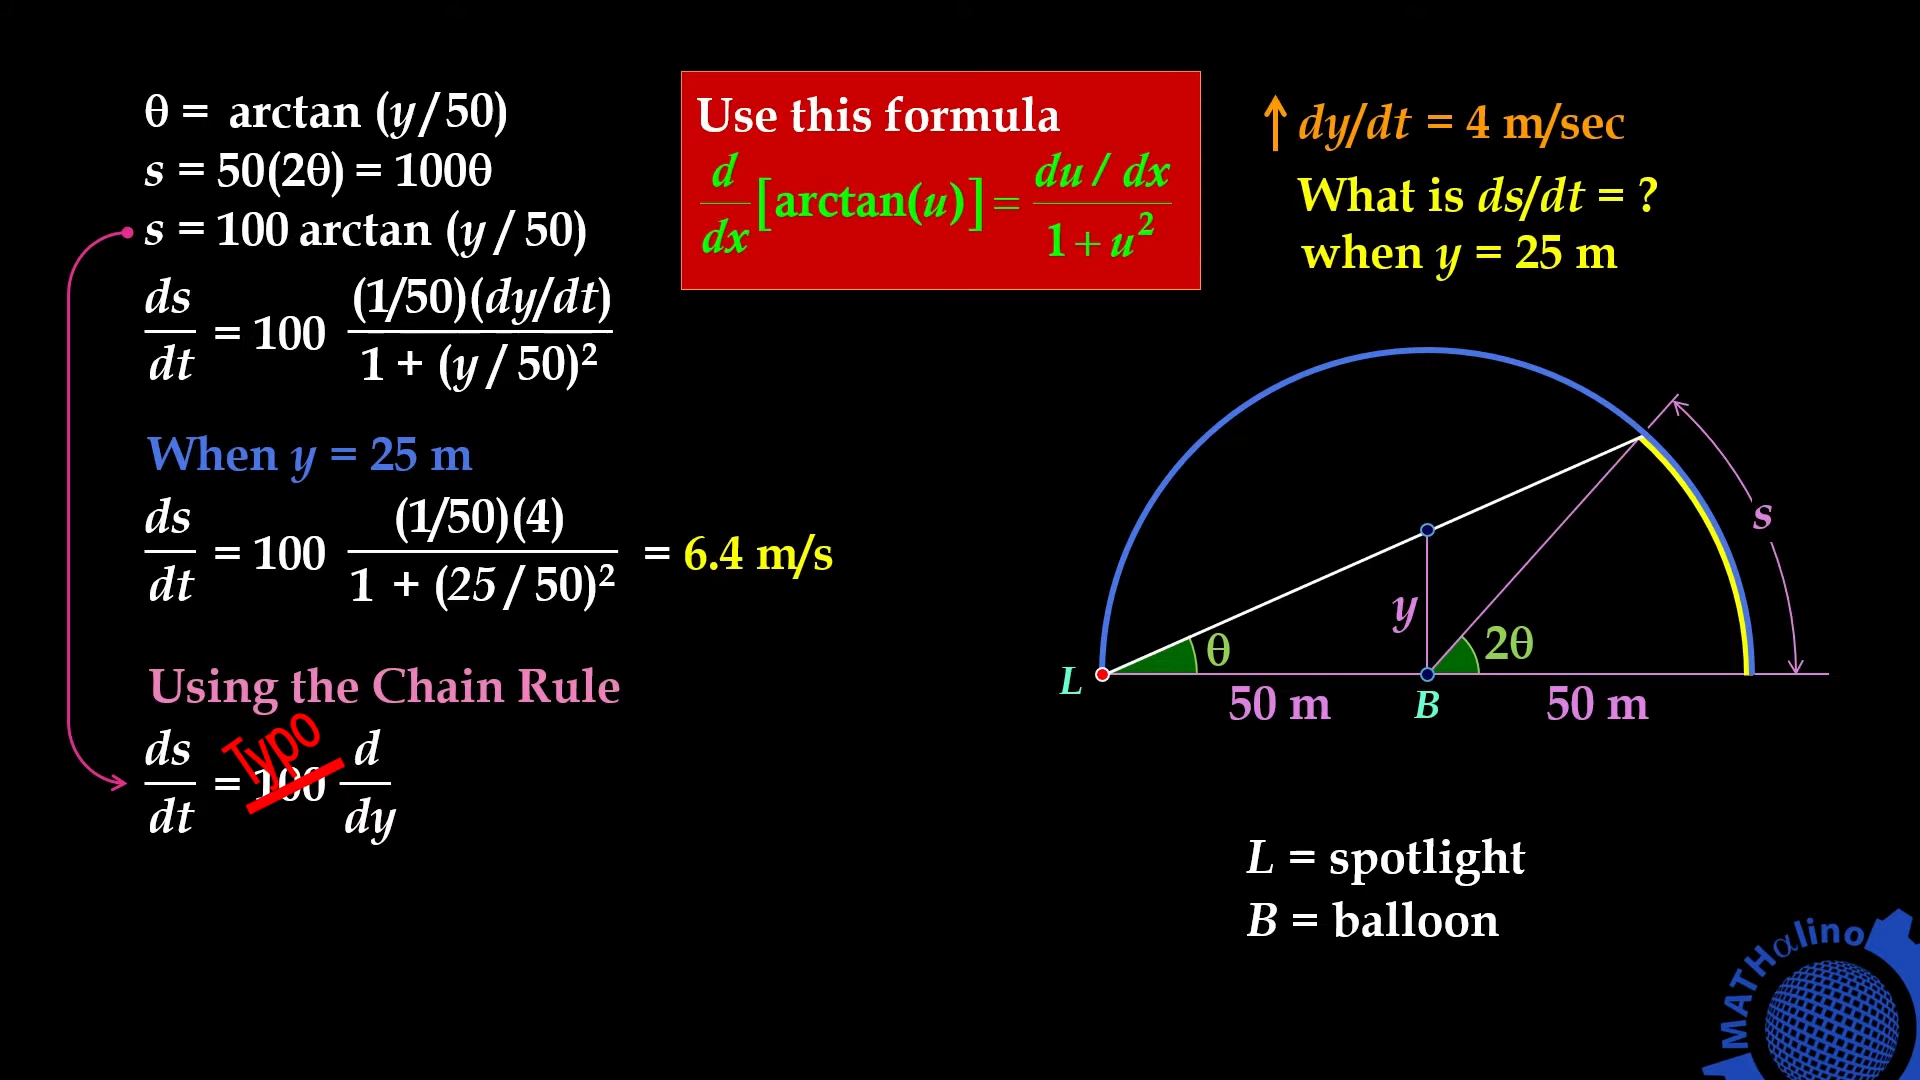 θ = arctan (y / 50)
s = 50(2θ) = 100θ
s = 100 arctan (y / 50)
ds/dt = 100 (1/50)(dy/dt) / 1 + (y / 50)²
When y = 25 m
ds/dt = 100 (1/50)(4) / 1 + (25 / 50)² = 6.4 m/s
Using the Chain Rule
Typo
ds/dt = 100 d/dy
Use this formula
d/dx [arctan(u)] = du / dx / 1 + u²
↑ dy/dt = 4 m/sec
What is ds/dt = ?
when y = 25 m
s
y
θ
2θ
L
B
50 m
50 m
L = spotlight
B = balloon
MATHalino